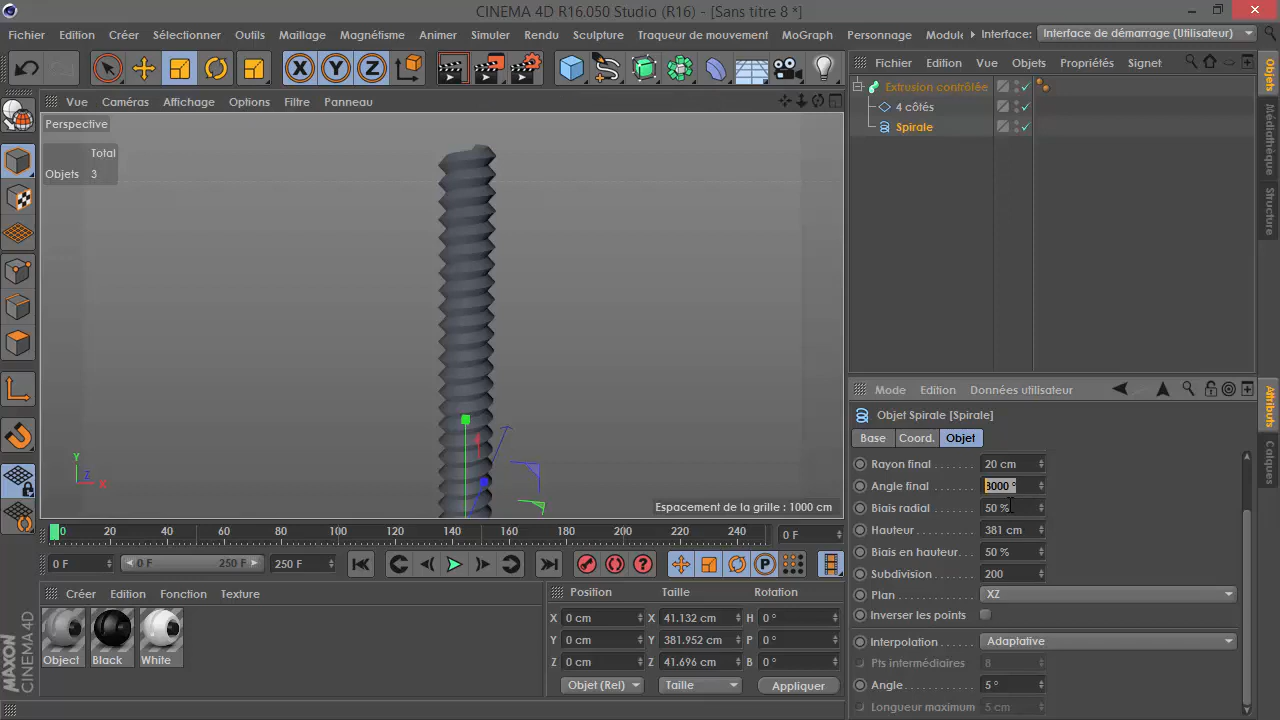 CINEMA 4D R16.050 Studio (R16) - [Sans titre 8 *]
Fichier Edition Créer Sélectionner Outils Maillage Magnétisme Animer Simuler Rendu Sculpture Traqueur de mouvement MoGraph Personnage Module Interface: Interface de démarrage (Utilisateur)
X Y Z
Fichier Edition Vue Objets Propriétés Signet
Vue Caméras Affichage Options Filtre Panneau
Perspective
Total
Objets 3
Extrusion contrôlée
4 côtés
Spirale
Objets
Bib. de contenus
Structure
Y
Z
X
Espacement de la grille : 1000 cm
Mode Edition Données utilisateur
Objet Spirale [Spirale]
Base Coord. Objet
Rayon final 20 cm
Angle final 8000 °
Biais radial 50 %
Hauteur 381 cm
Biais en hauteur 50 %
Subdivision 200
Plan XZ
Inverser les points
Interpolation Adaptative
Pts intermédiaires 8
Angle 5 °
Longueur maximum 5 cm
Attributs
Calques
0 20 40 60 80 100 120 140 160 180 200 220 240 0 F
0 F 0 F 250 F 250 F
P
Créer Edition Fonction Texture
Object Black White
Position Taille Rotation
X 0 cm X 41.132 cm H 0 °
Y 0 cm Y 381.952 cm P 0 °
Z 0 cm Z 41.696 cm B 0 °
Objet (Rel) Taille Appliquer
MAXON
CINEMA 4D